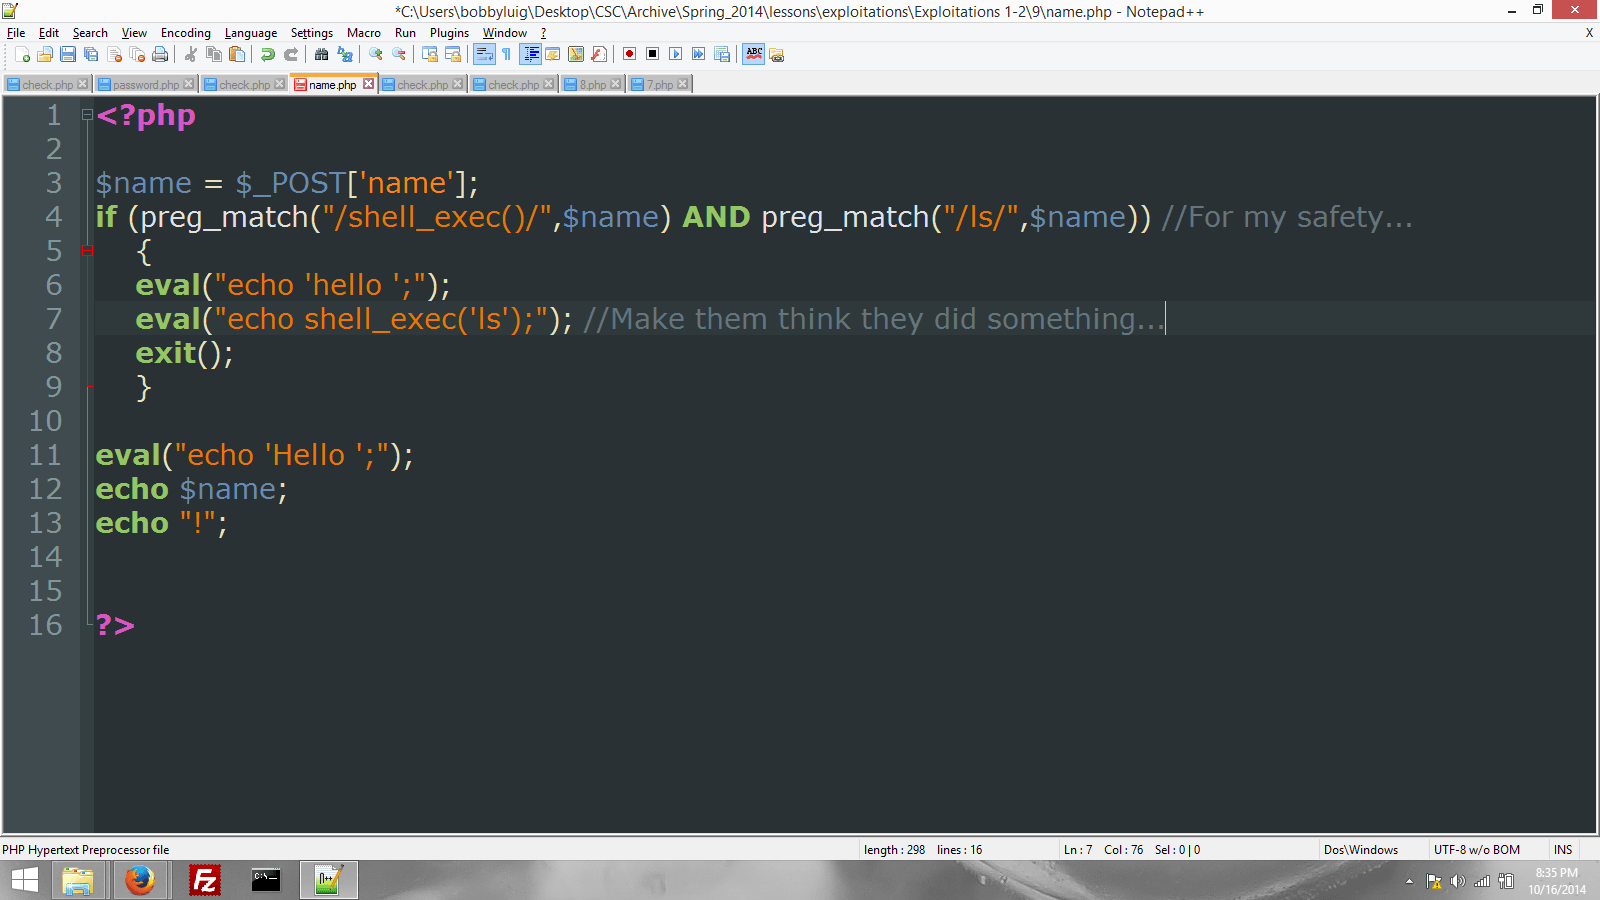 *C:\Users\bobbyluig\Desktop\CSC\Archive\Spring_2014\lessons\exploitations\Exploitations 1-2\9\name.php - Notepad++
File Edit Search View Encoding Language Settings Macro Run Plugins Window ? X
check.php password.php check.php name.php check.php check.php 8.php 7.php
1 <?php
2
3 $name = $_POST['name'];
4 if (preg_match("/shell_exec()/",$name) AND preg_match("/ls/",$name)) //For my safety...
5 {
6 eval("echo 'hello ';");
7 eval("echo shell_exec('ls');"); //Make them think they did something...
8 exit();
9 }
10
11 eval("echo 'Hello ';");
12 echo $name;
13 echo "!";
14
15
16 ?>
PHP Hypertext Preprocessor file length : 298 lines : 16 Ln : 7 Col : 76 Sel : 0 | 0 Dos\Windows UTF-8 w/o BOM INS
8:35 PM
10/16/2014